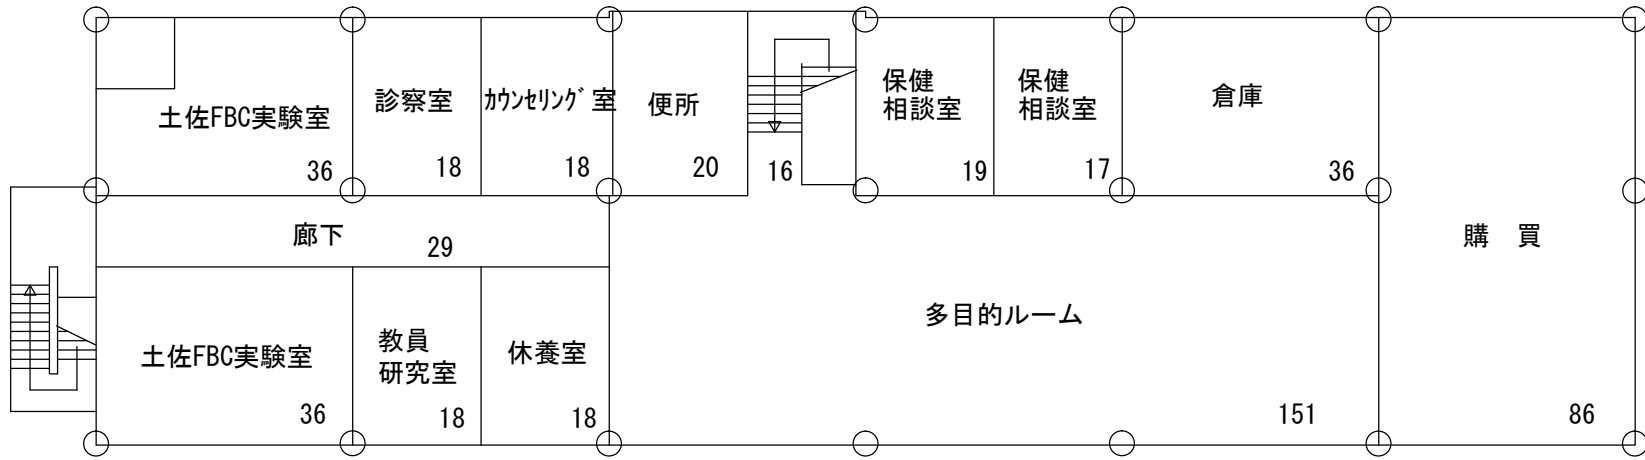 土佐FBC実験室
36
診察室
18
カウンセリング室
18
便所
20
16
保健
相談室
19
保健
相談室
17
倉庫
36
購 買
86
廊下
29
多目的ルーム
151
土佐FBC実験室
36
教員
研究室
18
休養室
18